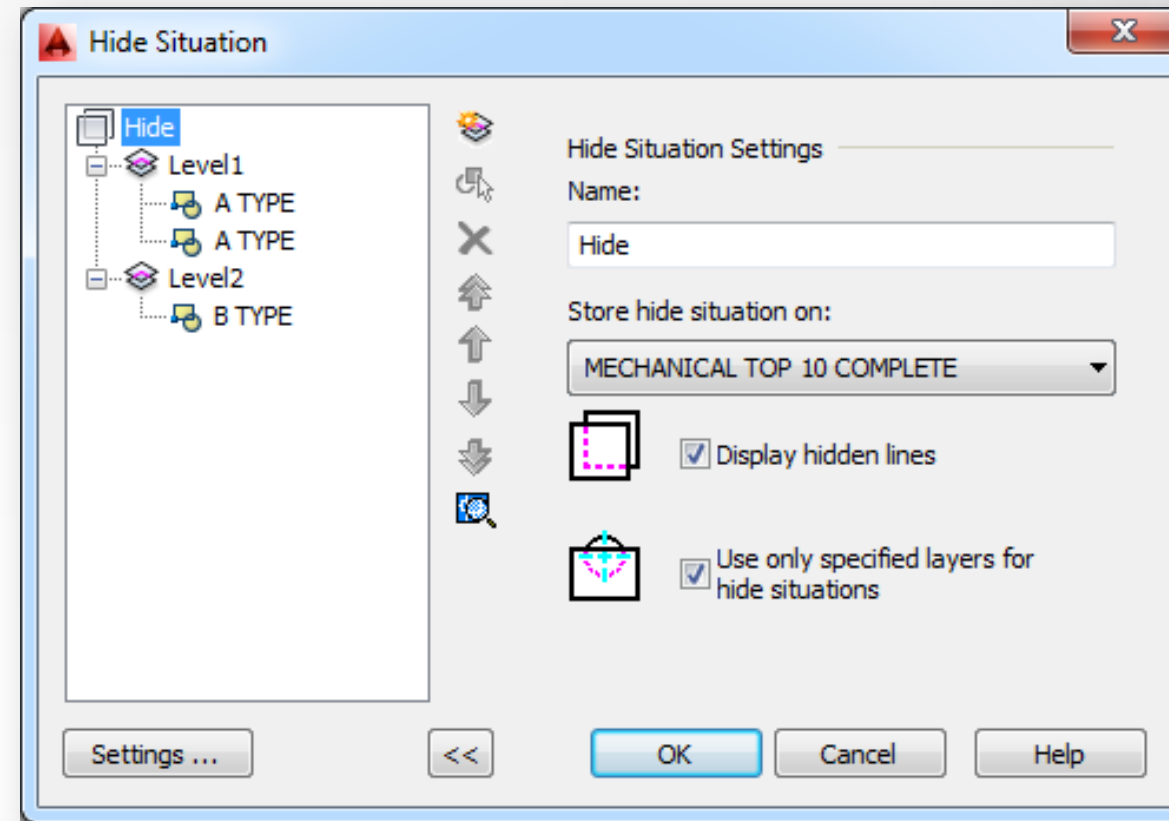 Hide Situation
Hide
Level1
A TYPE
A TYPE
Level2
B TYPE
Hide Situation Settings
Name:
Hide
Store hide situation on:
MECHANICAL TOP 10 COMPLETE
Display hidden lines
Use only specified layers for
hide situations
Settings ...
<<
OK
Cancel
Help